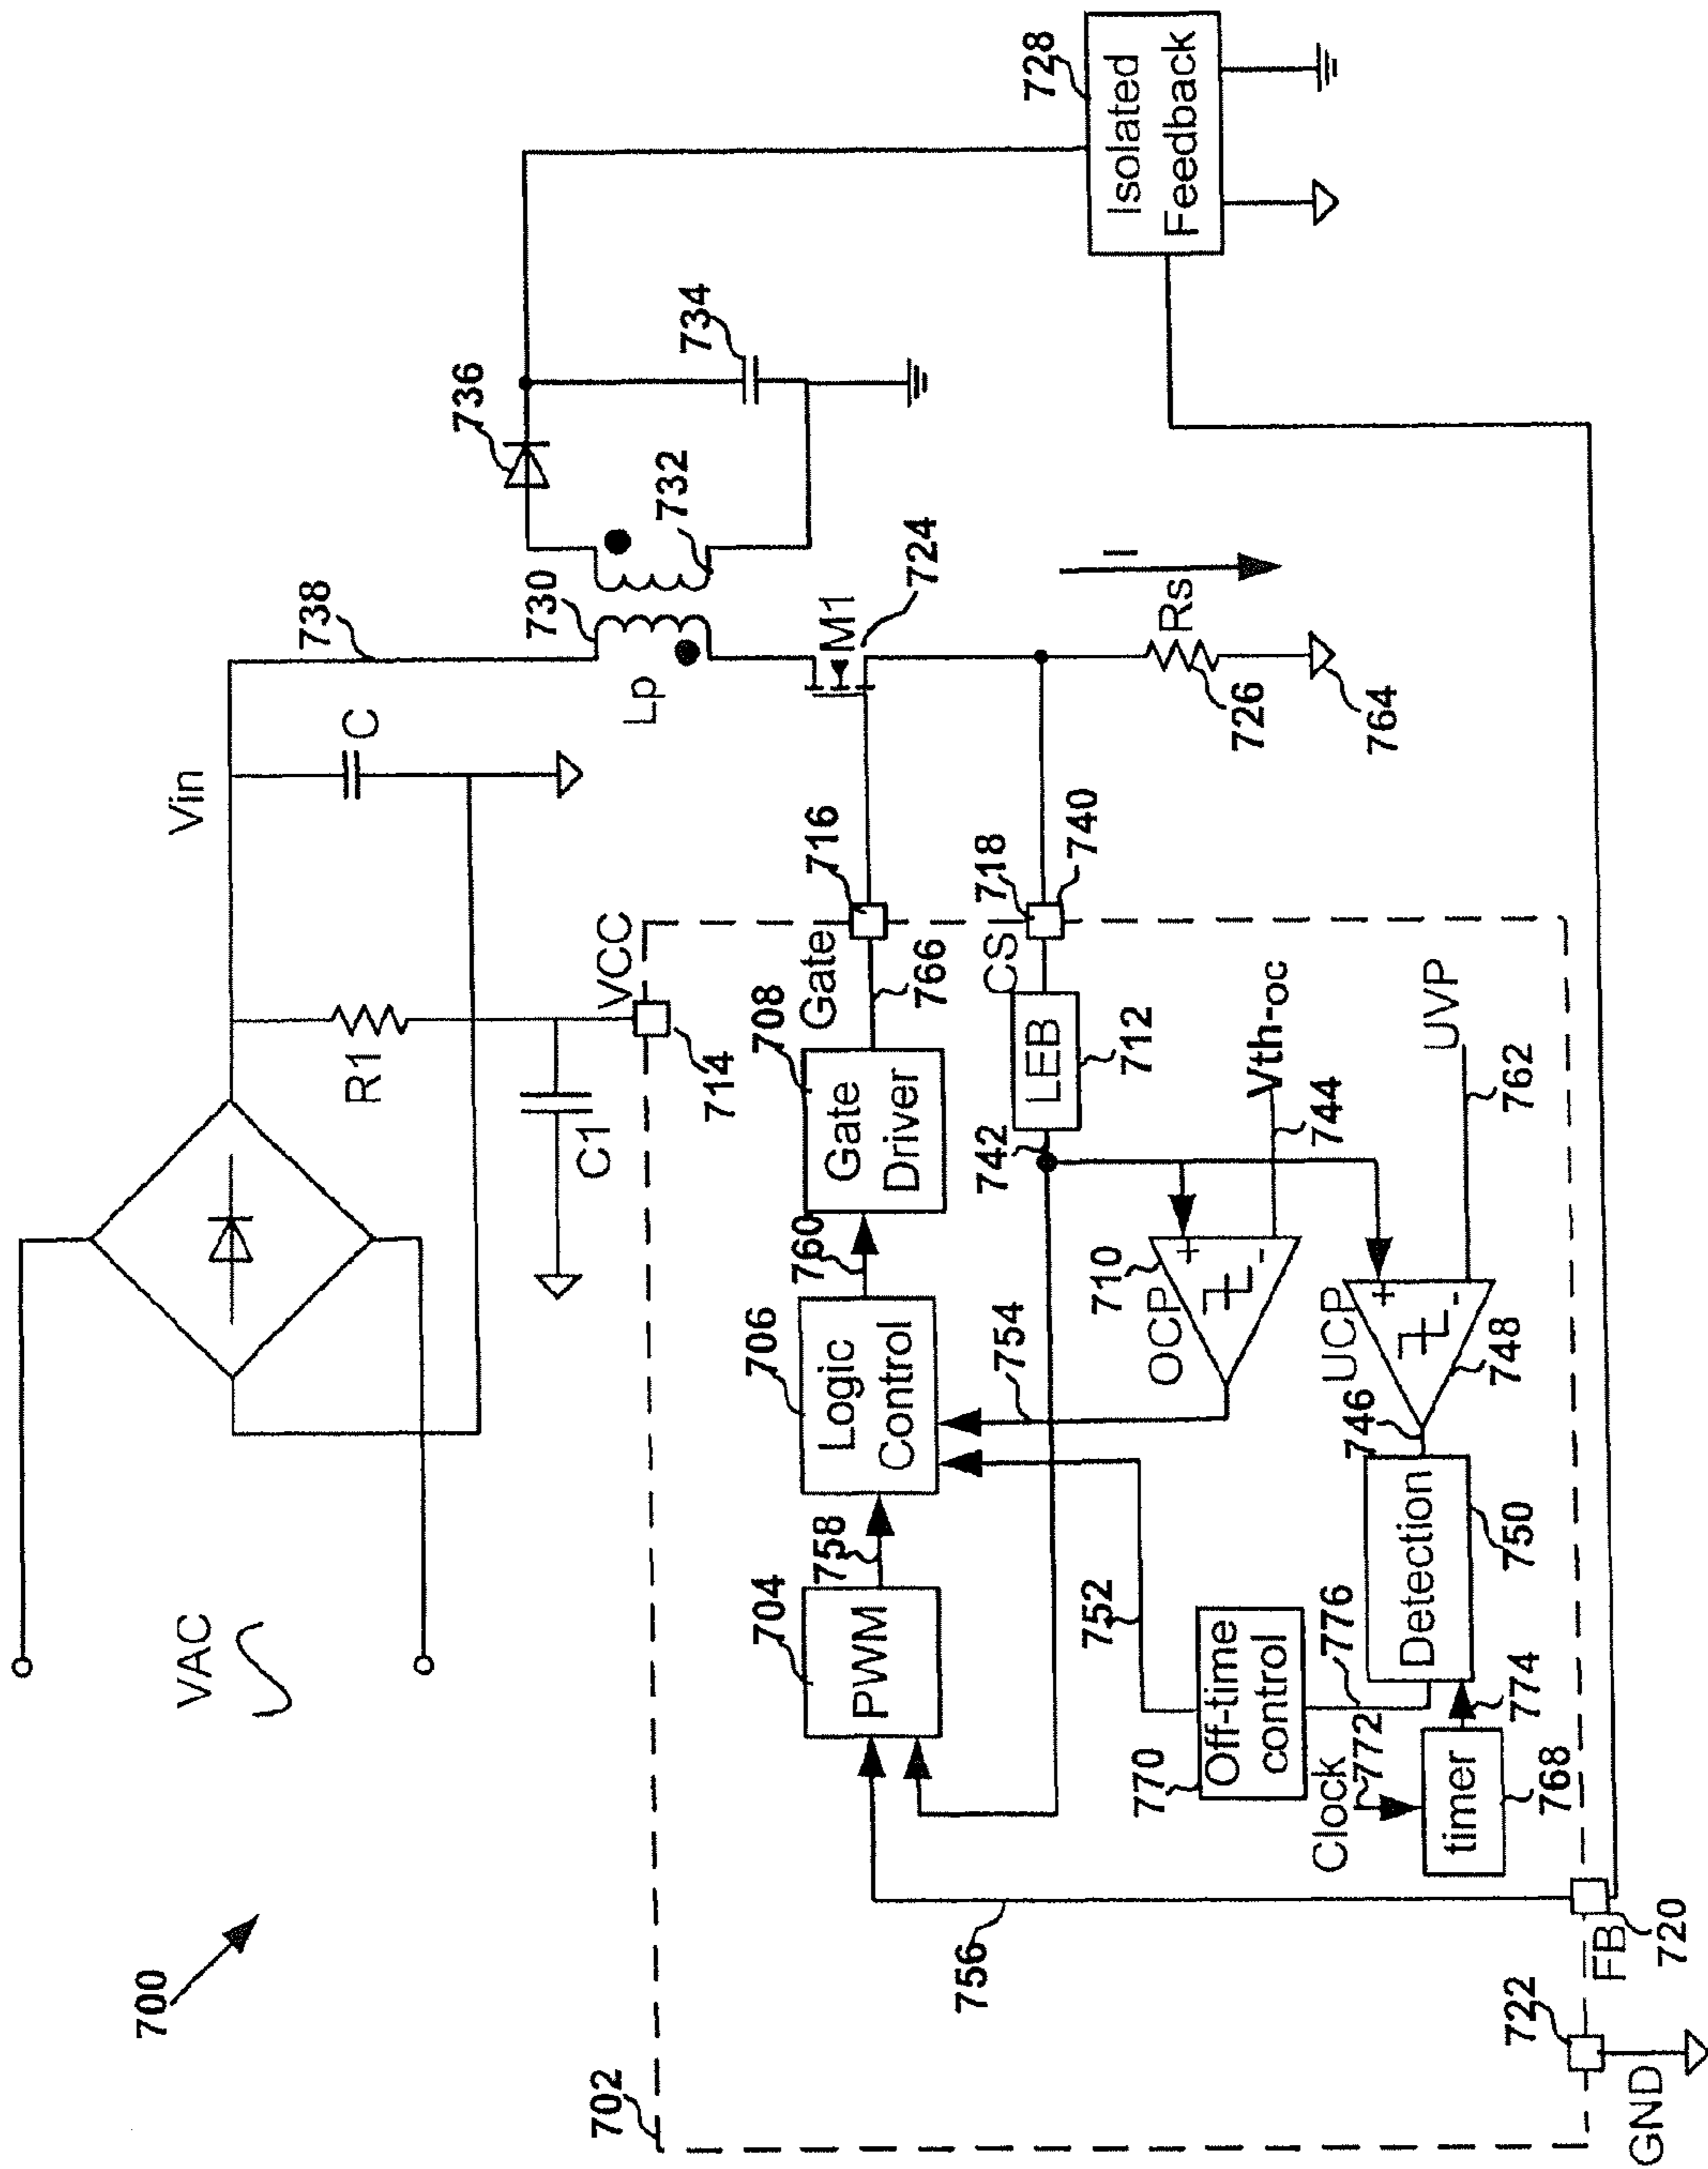 700
VAC
Vin
738
C
R1
C1
VCC
714
702
730
Lp
736
732
734
M1
724
728
Isolated
Feedback
I
Rs
726
764
704
PWM
758
706
Logic
Control
760
708
Gate
Driver
766
Gate
716
CS
718
740
LEB
712
742
Vth-oc
744
OCP
710
754
752
756
UCP
UVP
762
748
746
Detection
750
776
770
Off-time
control
Clock
772
774
timer
768
FB
720
722
GND